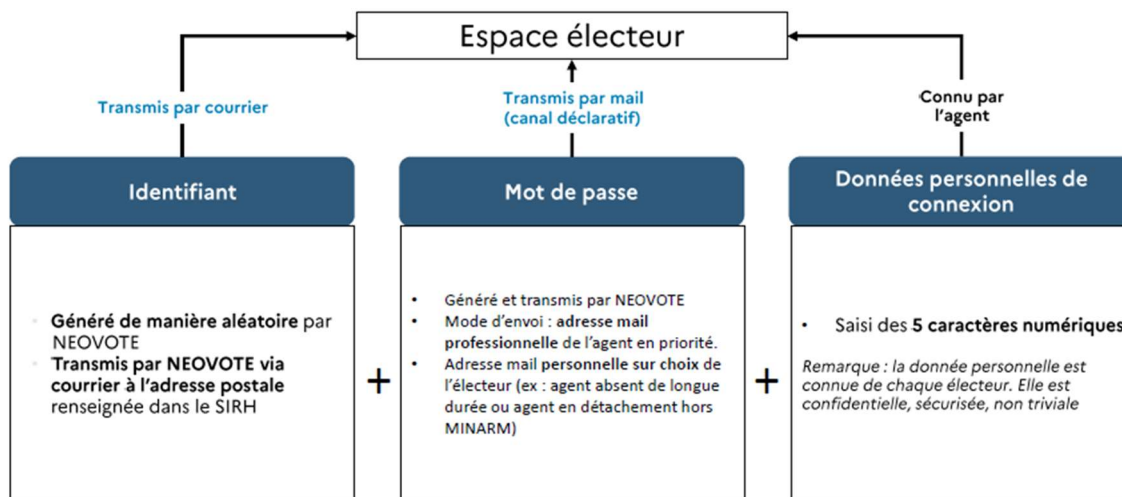 Espace électeur
Transmis par courrier
Transmis par mail
(canal déclaratif)
Connu par
l'agent
Identifiant
Mot de passe
Données personnelles de
connexion
Généré de manière aléatoire par
NEOVOTE
Transmis par NEOVOTE via
courrier à l'adresse postale
renseignée dans le SIRH
+
• Généré et transmis par NEOVOTE
• Mode d'envoi : adresse mail
professionnelle de l'agent en priorité.
• Adresse mail personnelle sur choix de
l'électeur (ex : agent absent de longue
durée ou agent en détachement hors
MINARM)
+
• Saisi des 5 caractères numériques
Remarque : la donnée personnelle est
connue de chaque électeur. Elle est
confidentielle, sécurisée, non triviale